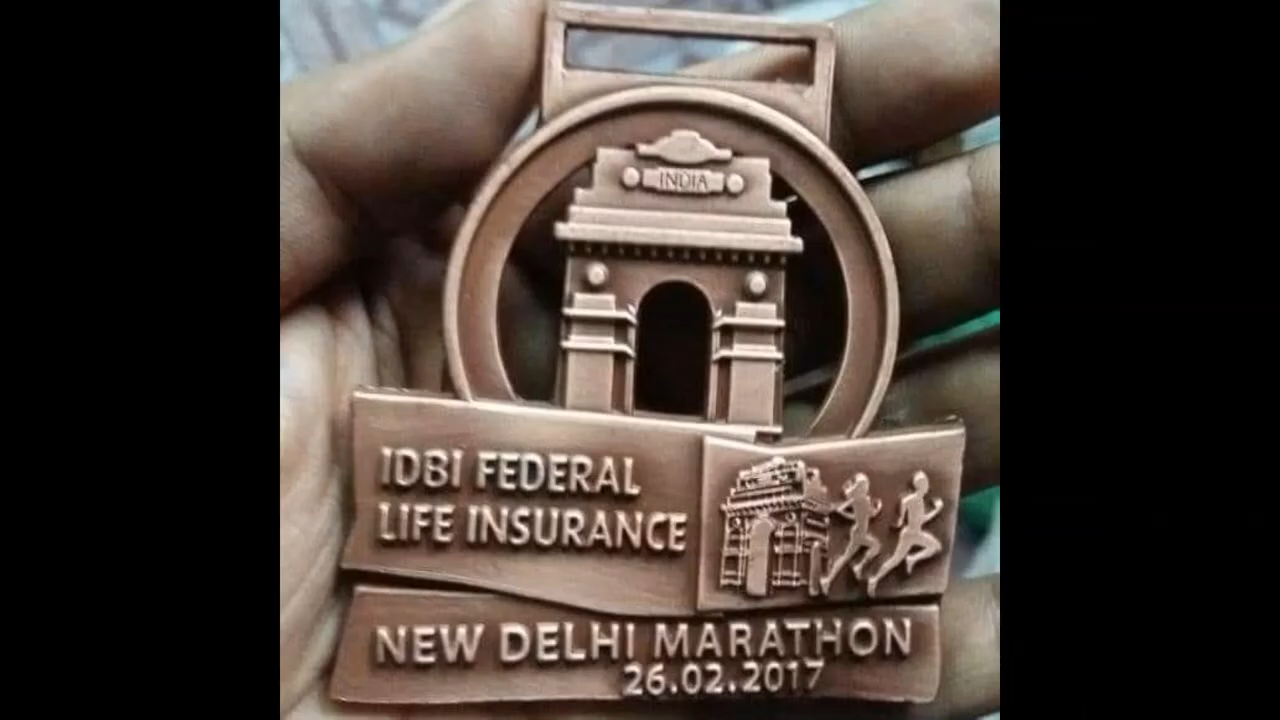 INDIA
IDBI FEDERAL
LIFE INSURANCE
NEW DELHI MARATHON
26.02.2017